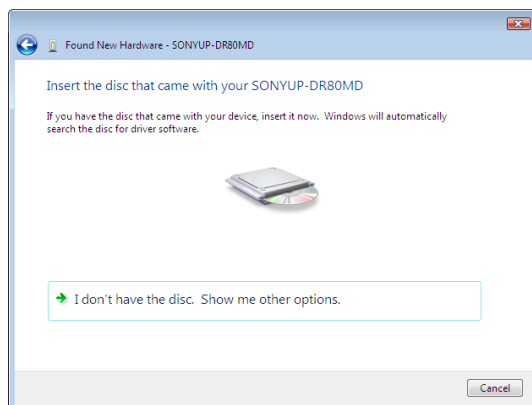 Found New Hardware - SONYUP-DR80MD
Insert the disc that came with your SONYUP-DR80MD
If you have the disc that came with your device, insert it now. Windows will automatically
search the disc for driver software.
I don't have the disc. Show me other options.
Cancel